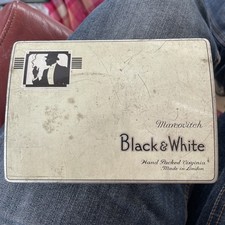 Marcovitch
Black & White
Hand Packed Virginia
Made in London